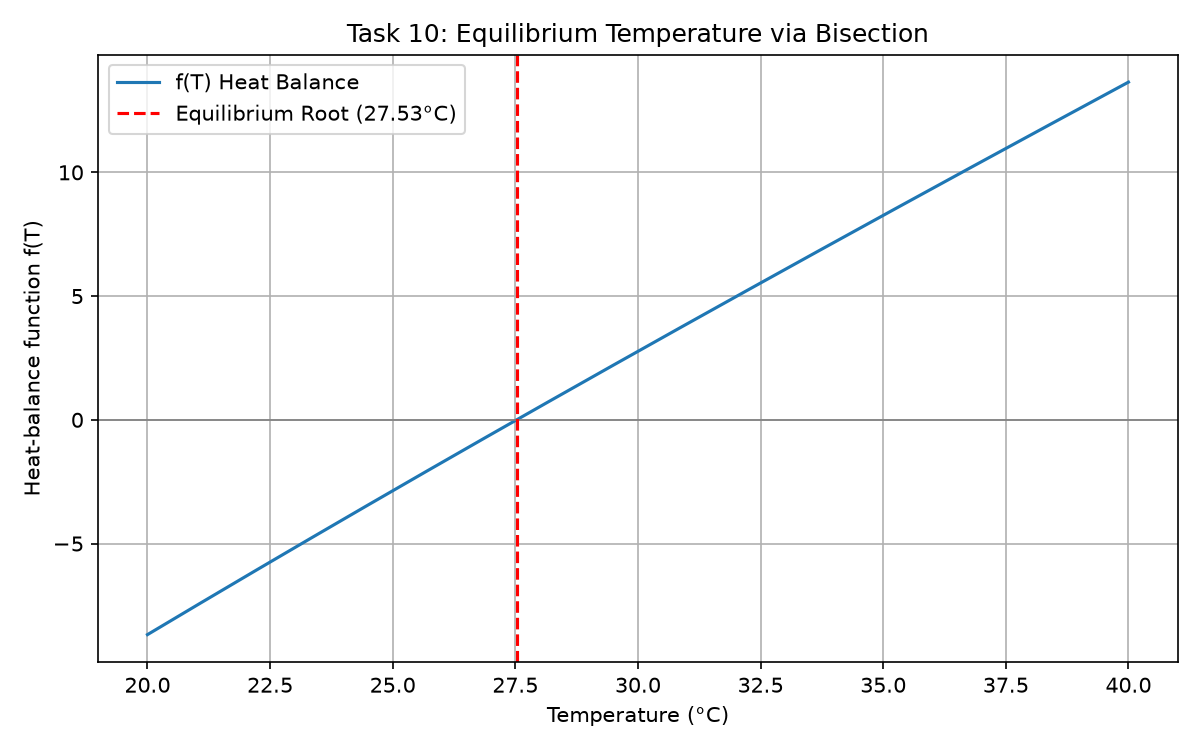 Task 10: Equilibrium Temperature via Bisection
f(T) Heat Balance
Equilibrium Root (27.53°C)
Heat-balance function f(T)
10
5
0
−5
20.0
22.5
25.0
27.5
30.0
32.5
35.0
37.5
40.0
Temperature (°C)